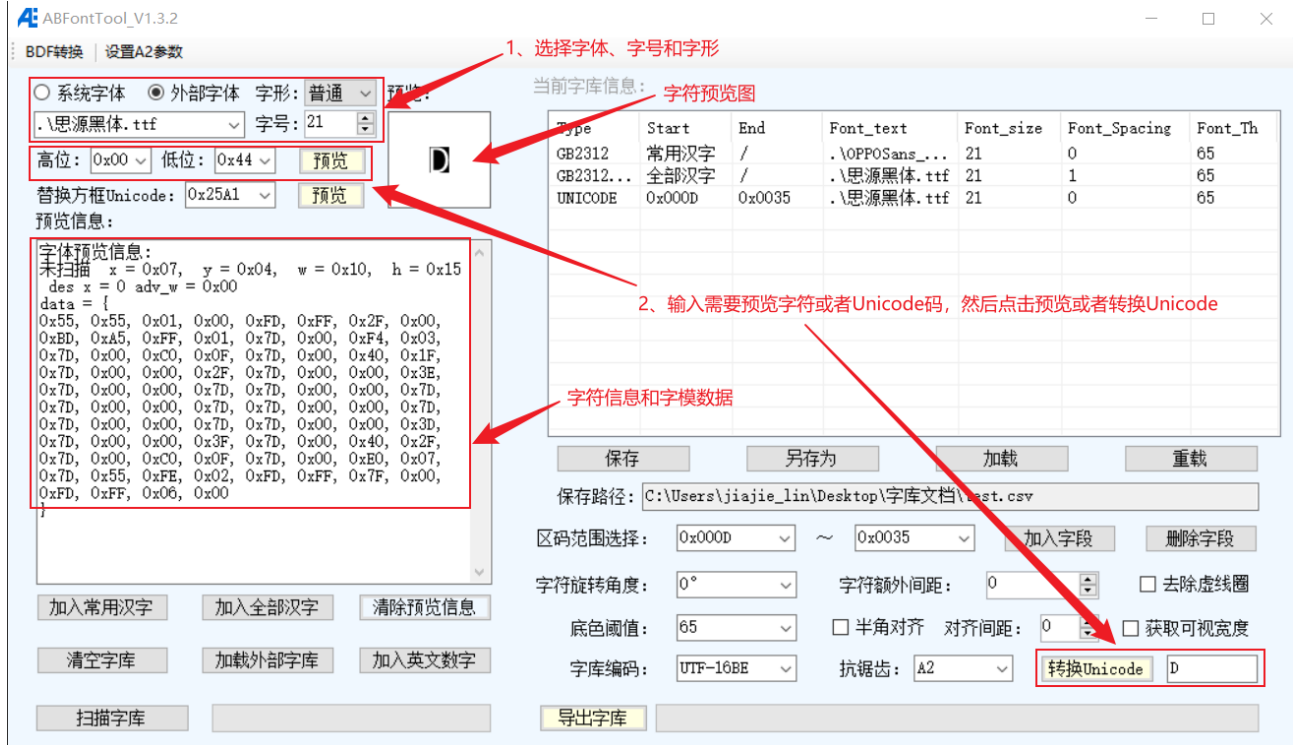 ABFontTool_V1.3.2
BDF转换 设置A2参数
1、选择字体、字号和字形
系统字体 外部字体 字形: 普通 预览:
.\思源黑体.ttf 字号: 21
高位: 0x00 低位: 0x44 预览
D
替换方框Unicode: 0x25A1 预览
预览信息:
字体预览信息:
未扫描 x = 0x07, y = 0x04, w = 0x10, h = 0x15
des x = 0 adv_w = 0x00
data = {
0x55, 0x55, 0x01, 0x00, 0xFD, 0xFF, 0x2F, 0x00,
0xBD, 0xA5, 0xFF, 0x01, 0x7D, 0x00, 0xF4, 0x03,
0x7D, 0x00, 0xC0, 0x0F, 0x7D, 0x00, 0x40, 0x1F,
0x7D, 0x00, 0x00, 0x2F, 0x7D, 0x00, 0x00, 0x3E,
0x7D, 0x00, 0x00, 0x7D, 0x7D, 0x00, 0x00, 0x7D,
0x7D, 0x00, 0x00, 0x7D, 0x7D, 0x00, 0x00, 0x7D,
0x7D, 0x00, 0x00, 0x7D, 0x7D, 0x00, 0x00, 0x3D,
0x7D, 0x00, 0x00, 0x3F, 0x7D, 0x00, 0x40, 0x2F,
0x7D, 0x00, 0xC0, 0x0F, 0x7D, 0x00, 0xE0, 0x07,
0x7D, 0x55, 0xFE, 0x02, 0xFD, 0xFF, 0x7F, 0x00,
0xFD, 0xFF, 0x06, 0x00
}
加入常用汉字 加入全部汉字 清除预览信息
清空字库 加载外部字库 加入英文数字
扫描字库
当前字库信息:
字符预览图
Type Start End Font_text Font_size Font_Spacing Font_Th
GB2312 常用汉字 / .\OPPOSans_... 21 0 65
GB2312... 全部汉字 / .\思源黑体.ttf 21 1 65
UNICODE 0x000D 0x0035 .\思源黑体.ttf 21 0 65
2、输入需要预览字符或者Unicode码，然后点击预览或者转换Unicode
字符信息和字模数据
保存 另存为 加载 重载
保存路径: C:\Users\jiajie_lin\Desktop\字库文档\test.csv
区码范围选择: 0x000D ～ 0x0035 加入字段 删除字段
字符旋转角度: 0° 字符额外间距: 0 去除虚线圈
底色阈值: 65 半角对齐 对齐间距: 0 获取可视宽度
字库编码: UTF-16BE 抗锯齿: A2 转换Unicode D
导出字库